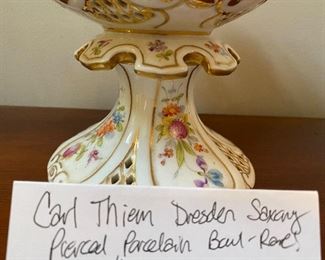 Carl Thiem Dresden Saxony
Pierced Porcelain Bowl - Rare!